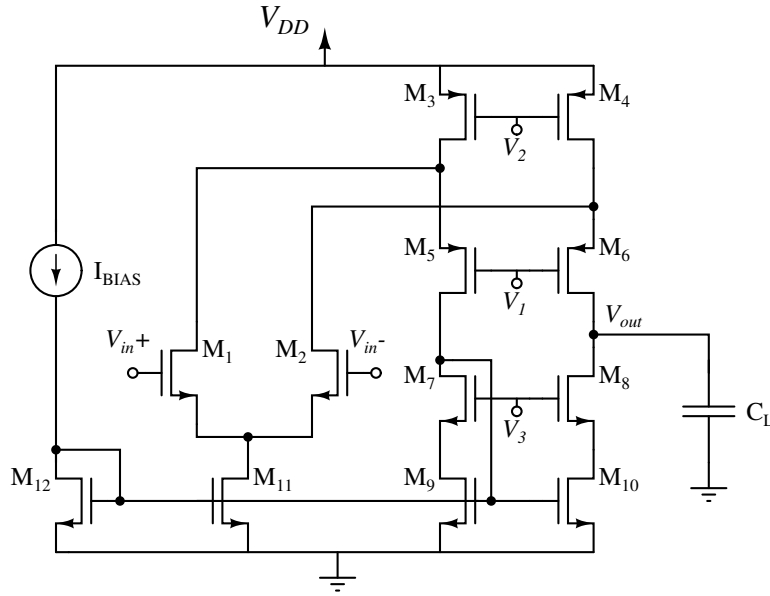 V_DD
M_3
M_4
V_2
M_5
M_6
I_BIAS
V_1
V_out
V_in+
M_1
M_2
V_in-
M_7
M_8
V_3
C_L
M_12
M_11
M_9
M_10